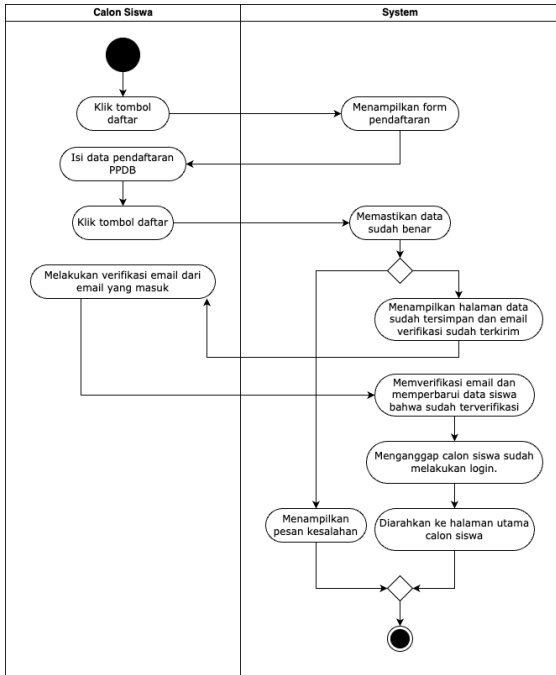 Calon Siswa
System
Klik tombol
daftar
Menampilkan form
pendaftaran
Isi data pendaftaran
PPDB
Klik tombol daftar
Memastikan data
sudah benar
Melakukan verifikasi email dari
email yang masuk
Menampilkan halaman data
sudah tersimpan dan email
verifikasi sudah terkirim
Memverifikasi email dan
memperbarui data siswa
bahwa sudah terverifikasi
Menganggap calon siswa sudah
melakukan login.
Menampilkan
pesan kesalahan
Diarahkan ke halaman utama
calon siswa